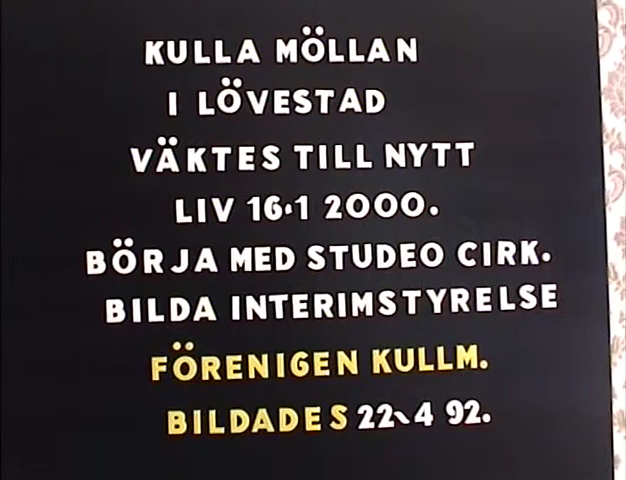 KULLA MÖLLAN
I LÖVESTAD
VÄKTES TILL NYTT
LIV 16·1 2000.
BÖRJA MED STUDEO CIRK.
BILDA INTERIMSTYRELSE
FÖRENIGEN KULLM.
BILDADES 22\4 92.